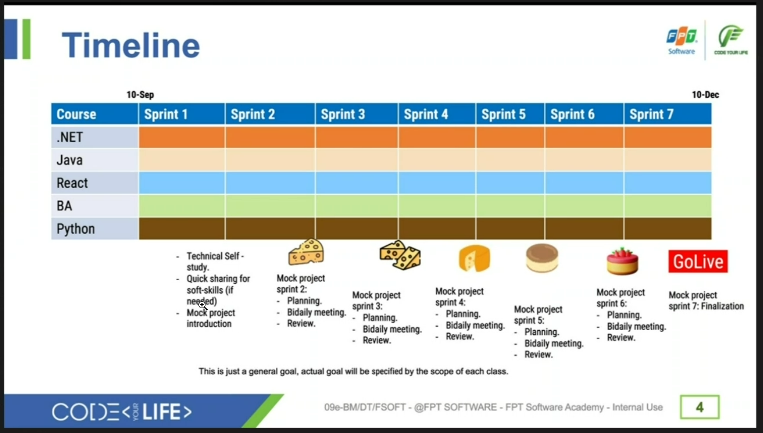 Timeline
FPT
Software
CODE YOUR LIFE
10-Sep
10-Dec
Course Sprint 1 Sprint 2 Sprint 3 Sprint 4 Sprint 5 Sprint 6 Sprint 7
.NET
Java
React
BA
Python
- Technical Self -
study.
- Quick sharing for
soft-skills (if
needed)
- Mock project
introduction
Mock project
sprint 2:
- Planning.
- Bidaily meeting.
- Review.
Mock project
sprint 3:
- Planning.
- Bidaily meeting.
- Review.
Mock project
sprint 4:
- Planning.
- Bidaily meeting.
- Review.
Mock project
sprint 5:
- Planning.
- Bidaily meeting.
- Review.
Mock project
sprint 6:
- Planning.
- Bidaily meeting.
- Review.
GoLive
Mock project
sprint 7: Finalization
This is just a general goal, actual goal will be specified by the scope of each class.
CODE< YOUR LIFE>
09e-BM/DT/FSOFT - @FPT SOFTWARE - FPT Software Academy - Internal Use
4